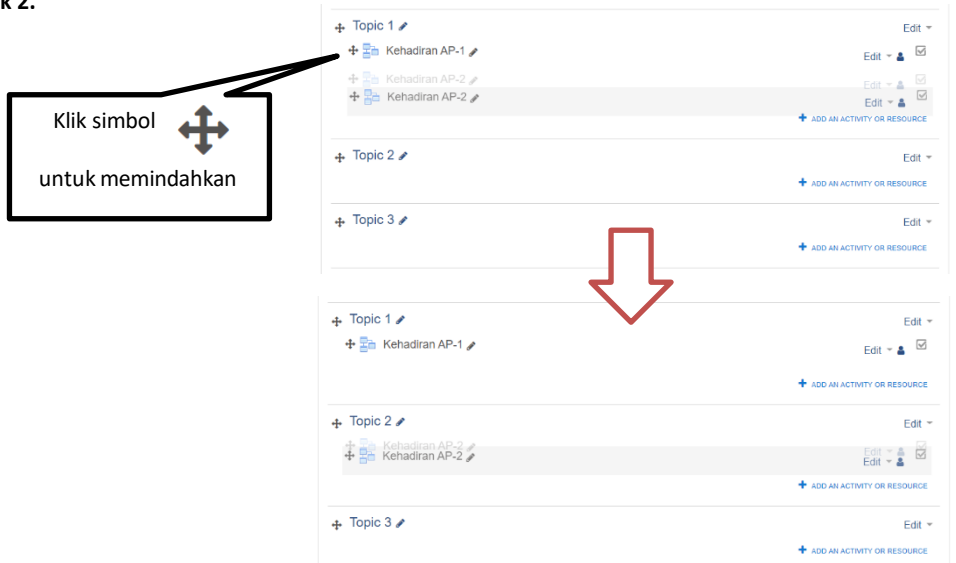 k 2.
Topic 1
Edit
Kehadiran AP-1
Edit
Kehadiran AP-2
Edit
Kehadiran AP-2
Edit
ADD AN ACTIVITY OR RESOURCE
Klik simbol
untuk memindahkan
Topic 2
Edit
ADD AN ACTIVITY OR RESOURCE
Topic 3
Edit
ADD AN ACTIVITY OR RESOURCE
Topic 1
Edit
Kehadiran AP-1
Edit
ADD AN ACTIVITY OR RESOURCE
Topic 2
Edit
Kehadiran AP-2
Edit
Kehadiran AP-2
Edit
ADD AN ACTIVITY OR RESOURCE
Topic 3
Edit
ADD AN ACTIVITY OR RESOURCE